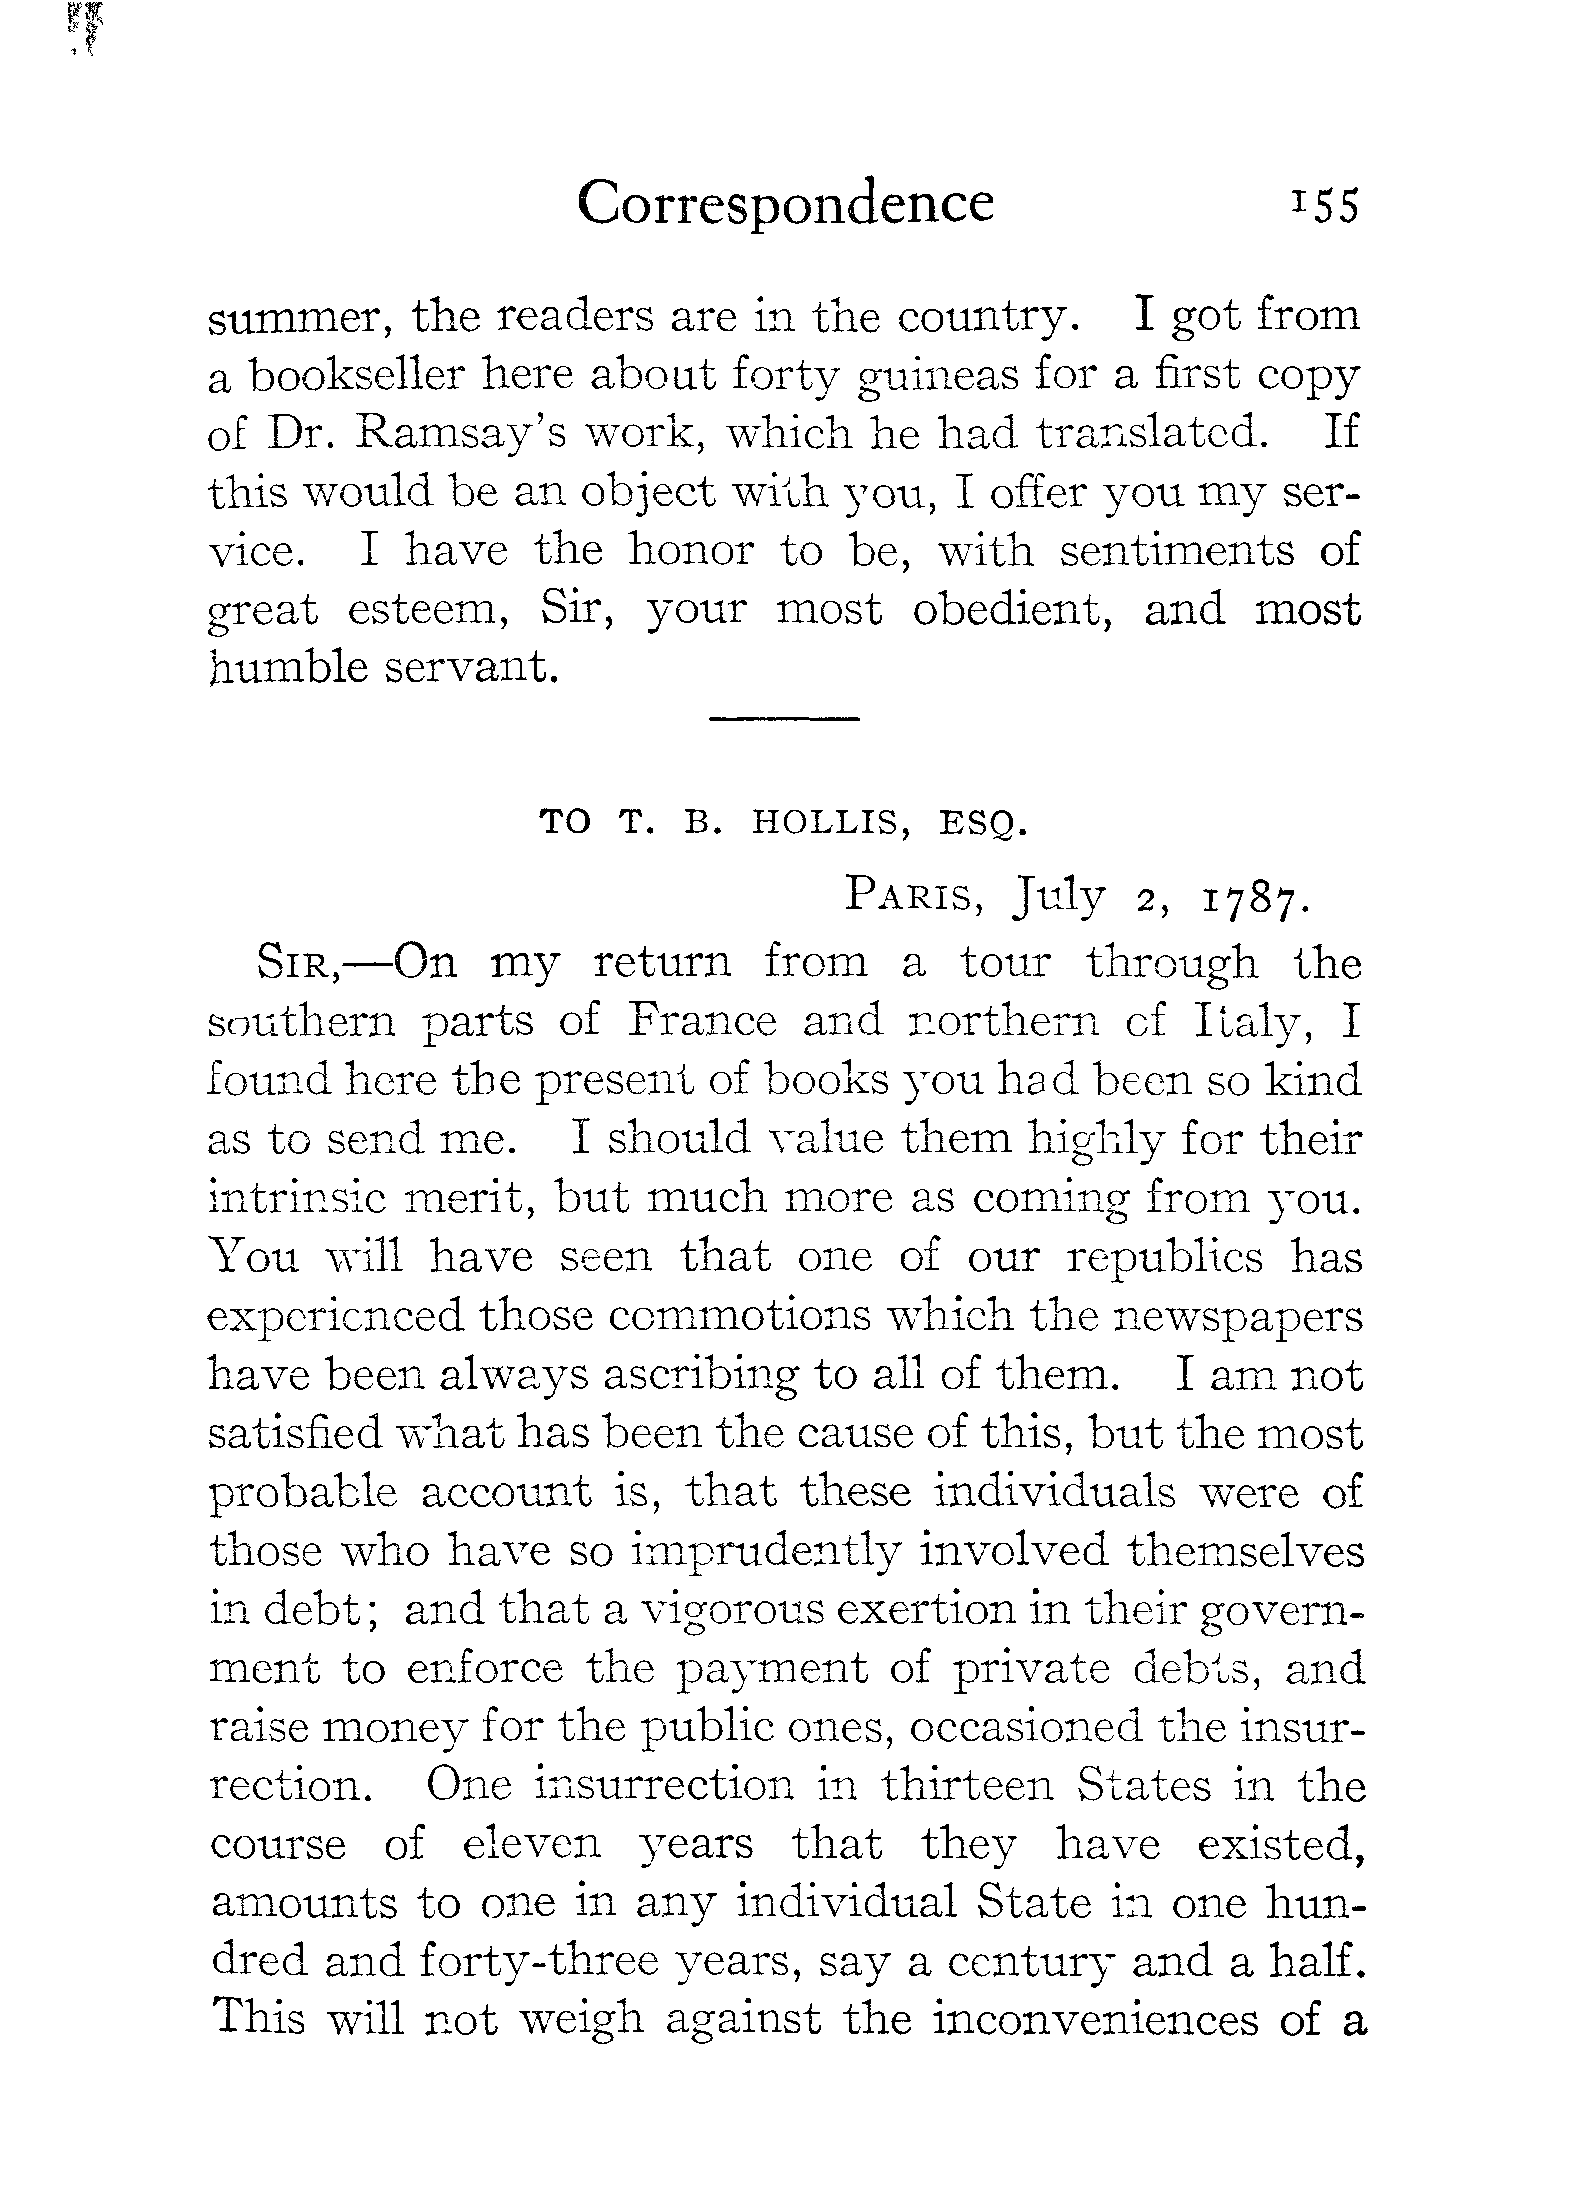 Correspondence 155
summer, the readers are in the country. I got from
a bookseller here about forty guineas for a first copy
of Dr. Ramsay's work, which he had translated. If
this would be an object with you, I offer you my ser-
vice. I have the honor to be, with sentiments of
great esteem, Sir, your most obedient, and most
humble servant.
TO T. B. HOLLIS, ESQ.
PARIS, July 2, 1787.
SIR,—On my return from a tour through the
southern parts of France and northern of Italy, I
found here the present of books you had been so kind
as to send me. I should value them highly for their
intrinsic merit, but much more as coming from you.
You will have seen that one of our republics has
experienced those commotions which the newspapers
have been always ascribing to all of them. I am not
satisfied what has been the cause of this, but the most
probable account is, that these individuals were of
those who have so imprudently involved themselves
in debt; and that a vigorous exertion in their govern-
ment to enforce the payment of private debts, and
raise money for the public ones, occasioned the insur-
rection. One insurrection in thirteen States in the
course of eleven years that they have existed,
amounts to one in any individual State in one hun-
dred and forty-three years, say a century and a half.
This will not weigh against the inconveniences of a